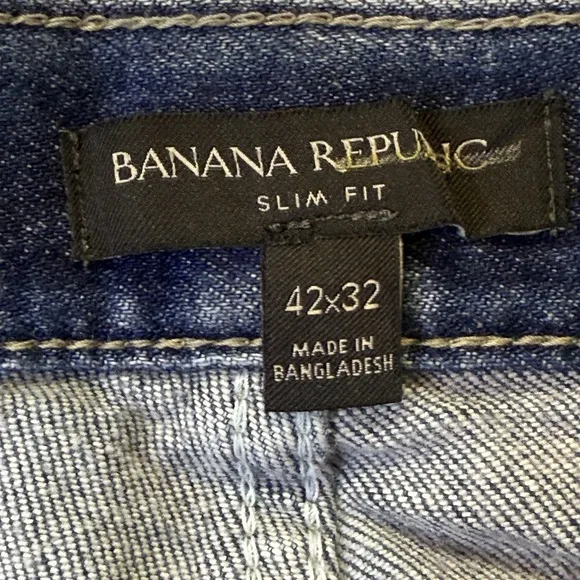 BANANA REPUBLIC
SLIM FIT
42x32
MADE IN
BANGLADESH